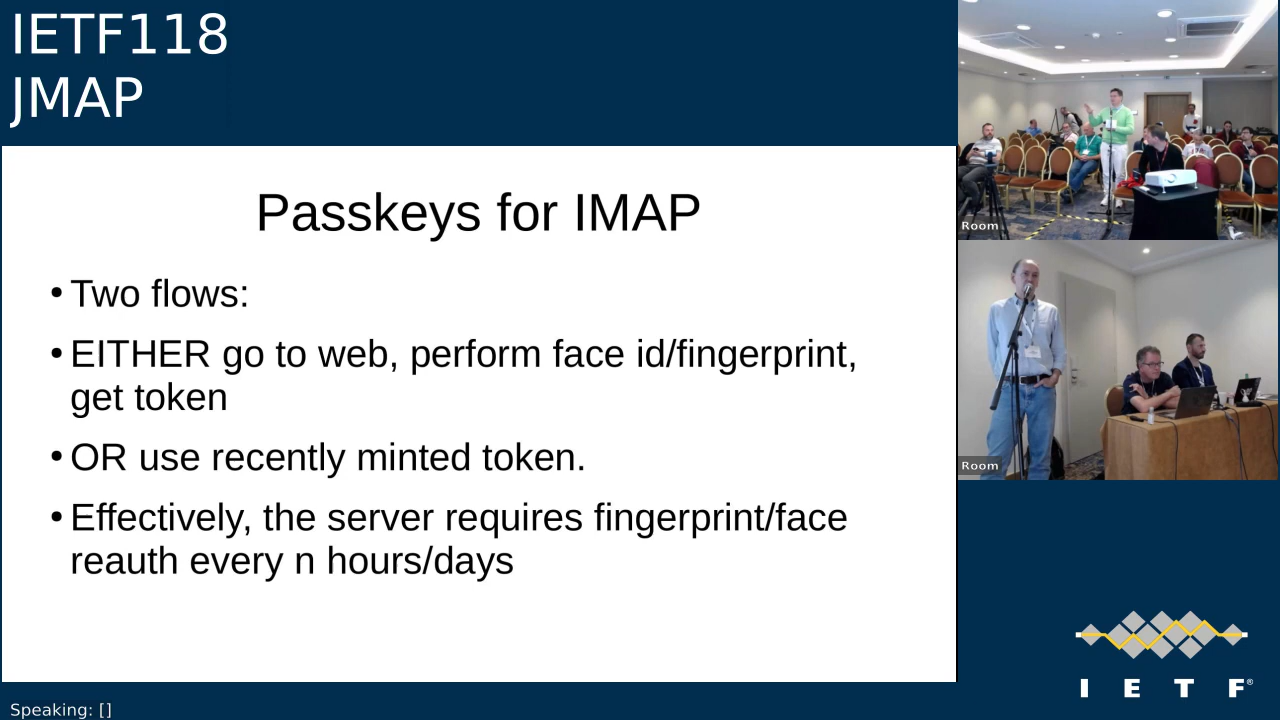 IETF118
JMAP
Passkeys for IMAP
• Two flows:
• EITHER go to web, perform face id/fingerprint,
get token
• OR use recently minted token.
• Effectively, the server requires fingerprint/face
reauth every n hours/days
Room
Room
I E T F®
Speaking: []